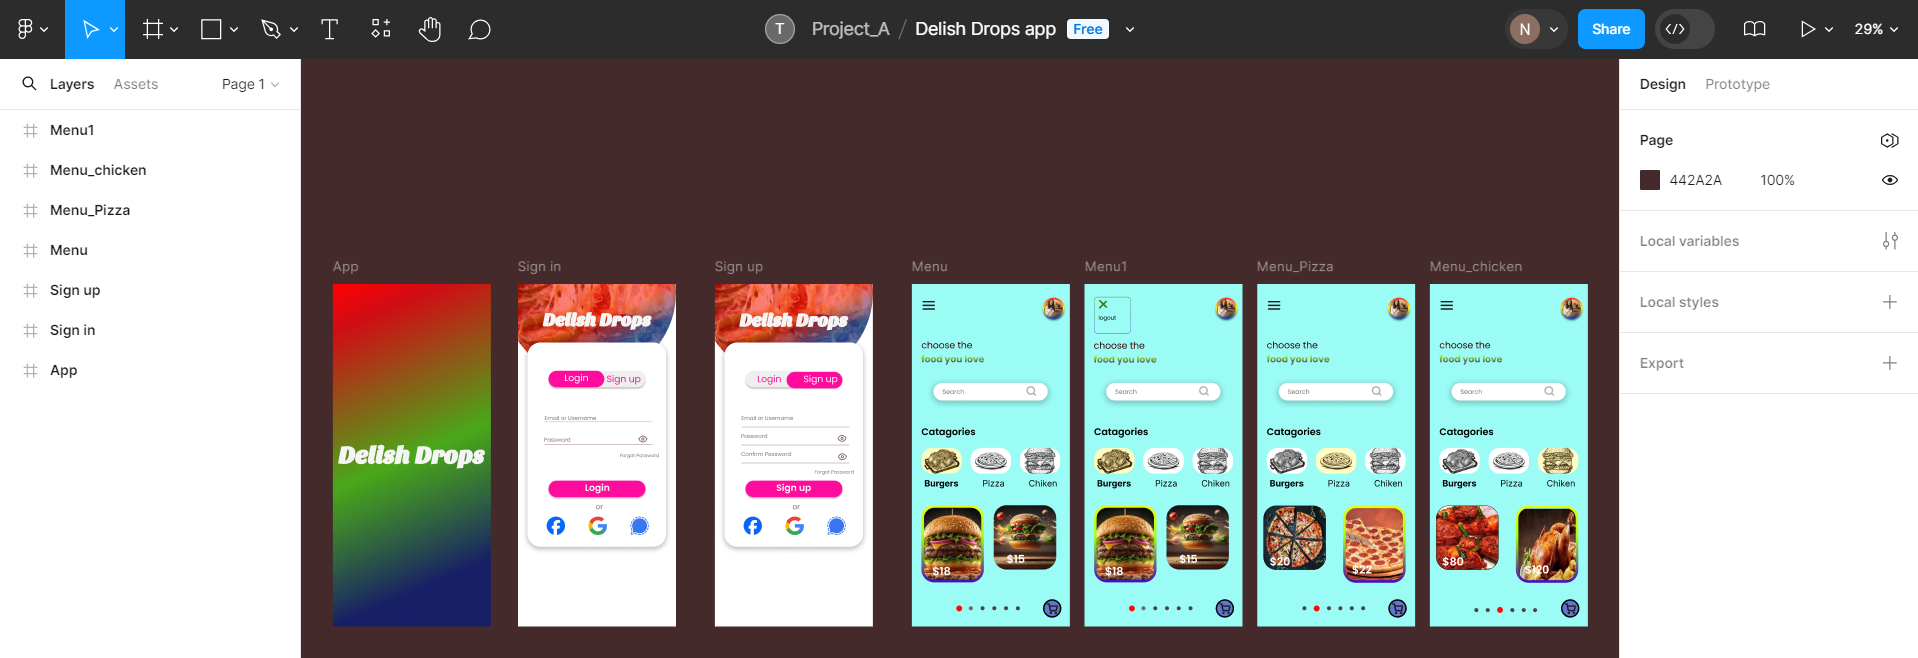 T Project_A / Delish Drops app Free
N Share 29%
Layers Assets Page 1
Menu1
Menu_chicken
Menu_Pizza
Menu
Sign up
Sign in
App
App
Delish Drops
Sign in
Delish Drops
Login Sign up
Email or Username
Password
Forgot Password
Login
or
Sign up
Delish Drops
Login Sign up
Email or Username
Password
Confirm Password
Forgot Password
Sign up
or
Menu
choose the
food you love
Search
Catagories
Burgers Pizza Chiken
$18 $15
Menu1
logout
choose the
food you love
Search
Catagories
Burgers Pizza Chiken
$18 $15
Menu_Pizza
choose the
food you love
Search
Catagories
Burgers Pizza Chiken
$20 $22
Menu_chicken
choose the
food you love
Search
Catagories
Burgers Pizza Chiken
$80 $120
Design Prototype
Page
442A2A 100%
Local variables
Local styles
Export